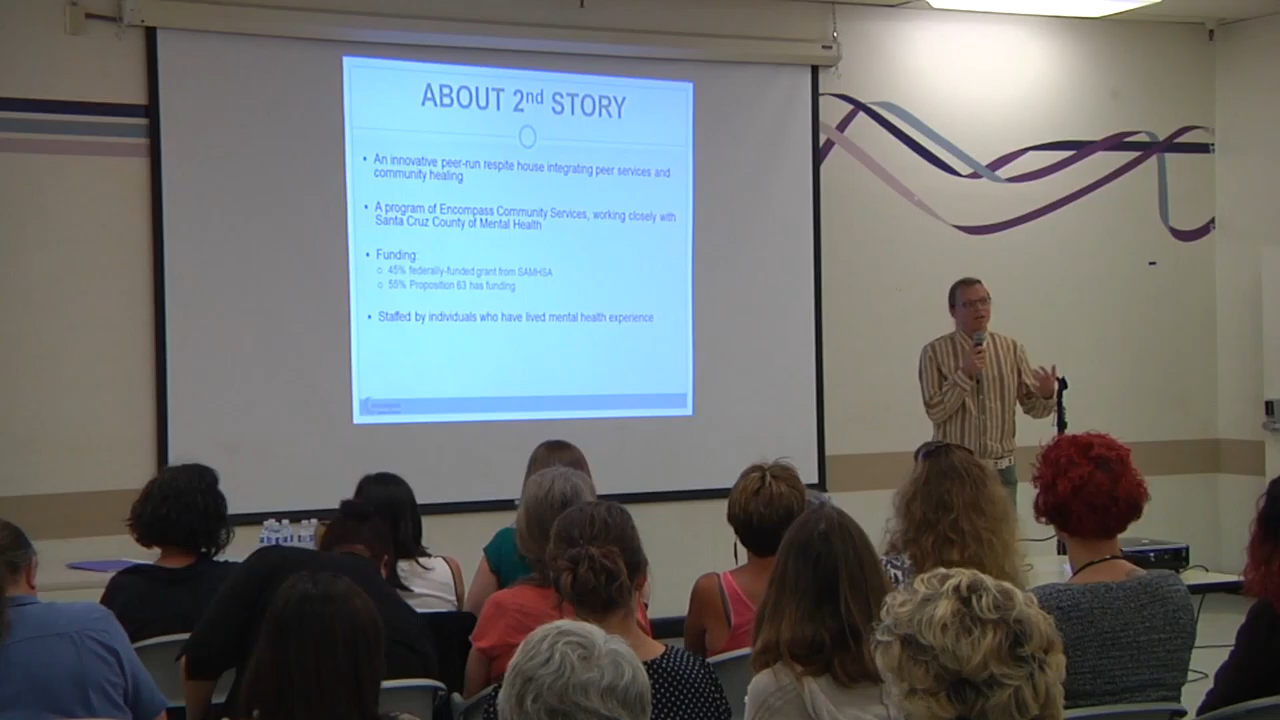 ABOUT 2nd STORY
• An innovative peer-run respite house integrating peer services and
community healing
• A program of Encompass Community Services, working closely with
Santa Cruz County of Mental Health
• Funding:
○ 45% federally-funded grant from SAMHSA
○ 55% Proposition 63 has funding
• Staffed by individuals who have lived mental health experience